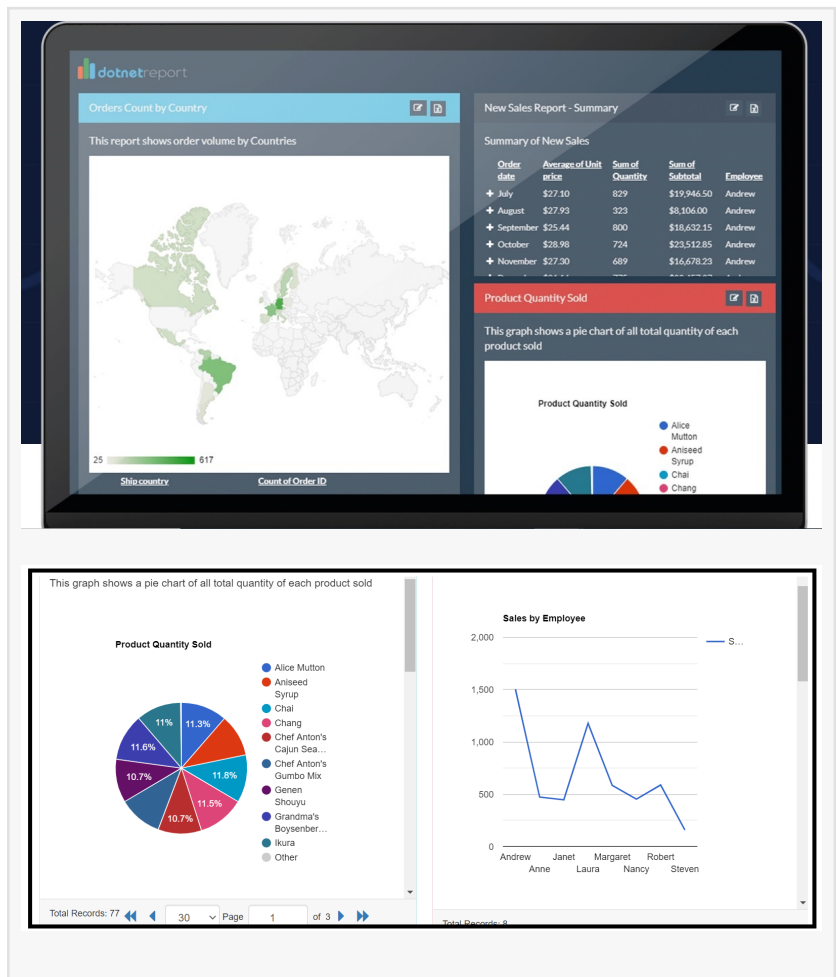 dotnetreport
Orders Count by Country
This report shows order volume by Countries
25 617
Ship country Count of Order ID
New Sales Report - Summary
Summary of New Sales
Order date Average of Unit price Sum of Quantity Sum of Subtotal Employee
July $27.10 829 $19,946.50 Andrew
August $27.93 323 $8,106.00 Andrew
September $25.44 800 $18,632.15 Andrew
October $28.98 724 $23,512.85 Andrew
November $27.30 689 $16,678.23 Andrew
Product Quantity Sold
This graph shows a pie chart of all total quantity of each
product sold
Product Quantity Sold
Alice
Mutton
Aniseed
Syrup
Chai
Chang
This graph shows a pie chart of all total quantity of each product sold
Product Quantity Sold
11% 11.3%
11.6%
10.7% 11.8%
11.5%
10.7%
Alice Mutton
Aniseed
Syrup
Chai
Chang
Chef Anton's
Cajun Sea...
Chef Anton's
Gumbo Mix
Genen
Shouyu
Grandma's
Boysenber...
Ikura
Other
Total Records: 77 30 Page 1 of 3
Sales by Employee
S...
2,000
1,500
1,000
500
0
Andrew Janet Margaret Robert
Anne Laura Nancy Steven
Total Records: 8